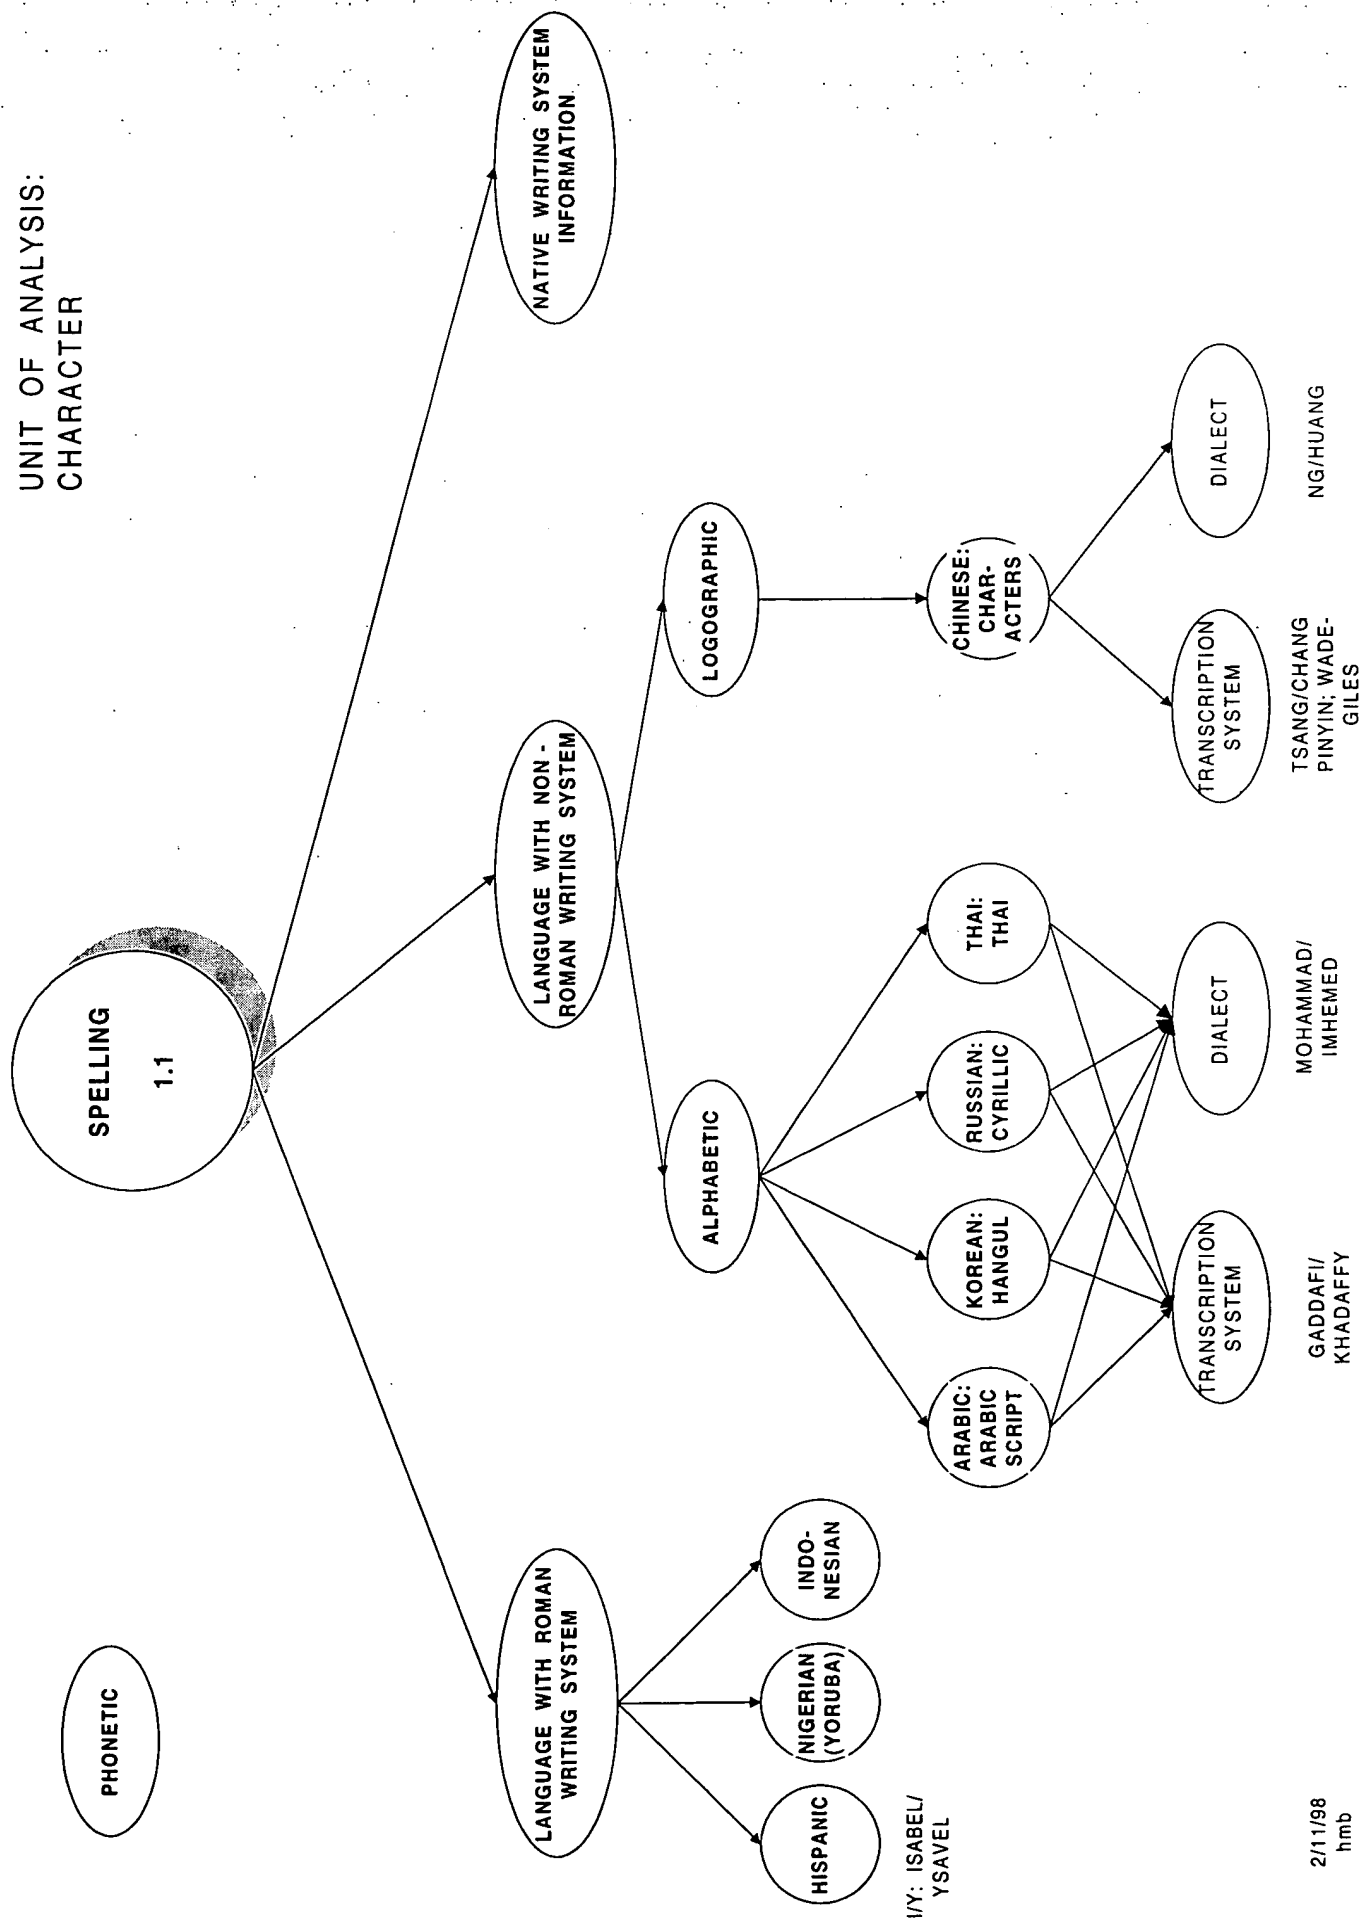 UNIT OF ANALYSIS:
CHARACTER
PHONETIC
SPELLING
1.1
LANGUAGE WITH ROMAN
WRITING SYSTEM
LANGUAGE WITH NON -
ROMAN WRITING SYSTEM
NATIVE WRITING SYSTEM
INFORMATION
ALPHABETIC
LOGOGRAPHIC
HISPANIC
NIGERIAN
(YORUBA)
INDO-
NESIAN
I/Y: ISABEL/
YSAVEL
ARABIC:
ARABIC
SCRIPT
KOREAN:
HANGUL
RUSSIAN:
CYRILLIC
THAI:
THAI
CHINESE:
CHAR-
ACTERS
TRANSCRIPTION
SYSTEM
DIALECT
TRANSCRIPTION
SYSTEM
DIALECT
GADDAFI/
KHADAFFY
MOHAMMAD/
IMHEMED
TSANG/CHANG
PINYIN; WADE-
GILES
NG/HUANG
2/11/98
hmb